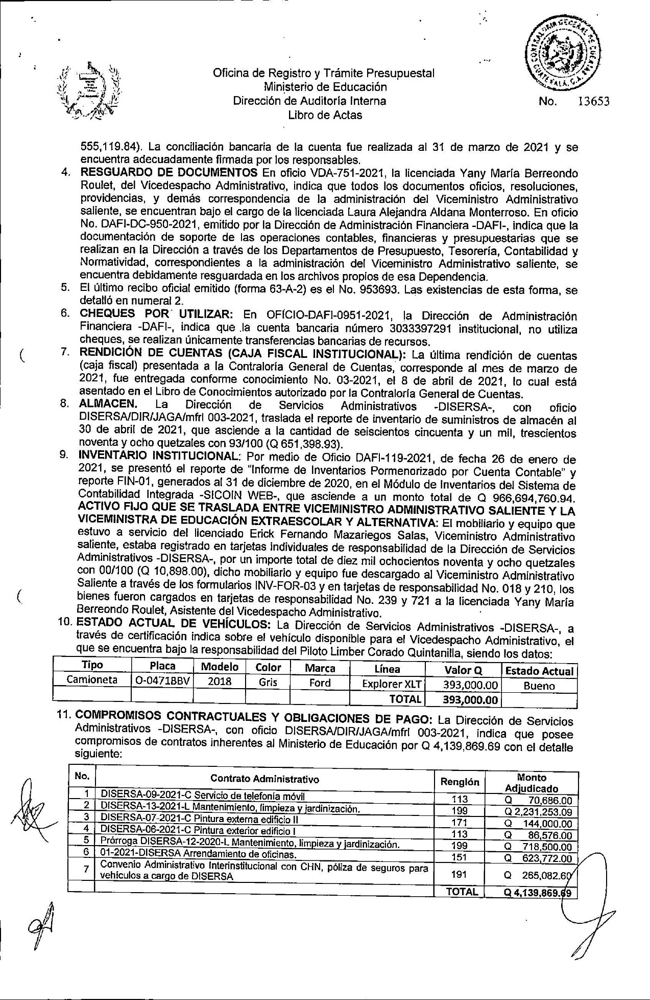 CONTRALORIA GENERAL DE CUENTAS
GUATEMALA, C.A.
Oficina de Registro y Trámite Presupuestal
Ministerio de Educación
Dirección de Auditoría Interna
Libro de Actas
No. 13653
555,119.84). La conciliación bancaria de la cuenta fue realizada al 31 de marzo de 2021 y se
encuentra adecuadamente firmada por los responsables.
4. RESGUARDO DE DOCUMENTOS En oficio VDA-751-2021, la licenciada Yany María Berreondo
Roulet, del Vicedespacho Administrativo, indica que todos los documentos oficios, resoluciones,
providencias, y demás correspondencia de la administración del Viceministro Administrativo
saliente, se encuentran bajo el cargo de la licenciada Laura Alejandra Aldana Monterroso. En oficio
No. DAFI-DC-950-2021, emitido por la Dirección de Administración Financiera -DAFI-, indica que la
documentación de soporte de las operaciones contables, financieras y presupuestarias que se
realizan en la Dirección a través de los Departamentos de Presupuesto, Tesorería, Contabilidad y
Normatividad, correspondientes a la administración del Viceministro Administrativo saliente, se
encuentra debidamente resguardada en los archivos propios de esa Dependencia.
5. El último recibo oficial emitido (forma 63-A-2) es el No. 953693. Las existencias de esta forma, se
detalló en numeral 2.
6. CHEQUES POR UTILIZAR: En OFICIO-DAFI-0951-2021, la Dirección de Administración
Financiera -DAFI-, indica que la cuenta bancaria número 3033397291 institucional, no utiliza
cheques, se realizan únicamente transferencias bancarias de recursos.
7. RENDICIÓN DE CUENTAS (CAJA FISCAL INSTITUCIONAL): La última rendición de cuentas
(caja fiscal) presentada a la Contraloría General de Cuentas, corresponde al mes de marzo de
2021, fue entregada conforme conocimiento No. 03-2021, el 8 de abril de 2021, lo cual está
asentado en el Libro de Conocimientos autorizado por la Contraloría General de Cuentas.
8. ALMACEN. La Dirección de Servicios Administrativos -DISERSA-, con oficio
DISERSA/DIR/JAGA/mfrl 003-2021, traslada el reporte de inventario de suministros de almacén al
30 de abril de 2021, que asciende a la cantidad de seiscientos cincuenta y un mil, trescientos
noventa y ocho quetzales con 93/100 (Q 651,398.93).
9. INVENTARIO INSTITUCIONAL: Por medio de Oficio DAFI-119-2021, de fecha 26 de enero de
2021, se presentó el reporte de "Informe de Inventarios Pormenorizado por Cuenta Contable" y
reporte FIN-01, generados al 31 de diciembre de 2020, en el Módulo de Inventarios del Sistema de
Contabilidad Integrada -SICOIN WEB-, que asciende a un monto total de Q 966,694,760.94.
ACTIVO FIJO QUE SE TRASLADA ENTRE VICEMINISTRO ADMINISTRATIVO SALIENTE Y LA
VICEMINISTRA DE EDUCACIÓN EXTRAESCOLAR Y ALTERNATIVA: El mobiliario y equipo que
estuvo a servicio del licenciado Erick Fernando Mazariegos Salas, Viceministro Administrativo
saliente, estaba registrado en tarjetas individuales de responsabilidad de la Dirección de Servicios
Administrativos -DISERSA-, por un importe total de diez mil ochocientos noventa y ocho quetzales
con 00/100 (Q 10,898.00), dicho mobiliario y equipo fue descargado al Viceministro Administrativo
Saliente a través de los formularios INV-FOR-03 y en tarjetas de responsabilidad No. 018 y 210, los
bienes fueron cargados en tarjetas de responsabilidad No. 239 y 721 a la licenciada Yany María
Berreondo Roulet, Asistente del Vicedespacho Administrativo.
10. ESTADO ACTUAL DE VEHÍCULOS: La Dirección de Servicios Administrativos -DISERSA-, a
través de certificación indica sobre el vehículo disponible para el Vicedespacho Administrativo, el
que se encuentra bajo la responsabilidad del Piloto Limber Corado Quintanilla, siendo los datos:
Tipo Placa Modelo Color Marca Línea Valor Q Estado Actual
Camioneta O-0471BBV 2018 Gris Ford Explorer XLT 393,000.00 Bueno
TOTAL 393,000.00
11. COMPROMISOS CONTRACTUALES Y OBLIGACIONES DE PAGO: La Dirección de Servicios
Administrativos -DISERSA-, con oficio DISERSA/DIR/JAGA/mfrl 003-2021, indica que posee
compromisos de contratos inherentes al Ministerio de Educación por Q 4,139,869.69 con el detalle
siguiente:
No. Contrato Administrativo Renglón Monto Adjudicado
1 DISERSA-09-2021-C Servicio de telefonía móvil 113 Q 70,686.00
2 DISERSA-13-2021-L Mantenimiento, limpieza y jardinización. 199 Q 2,231,253.09
3 DISERSA-07-2021-C Pintura externa edificio II 171 Q 144,000.00
4 DISERSA-06-2021-C Pintura exterior edificio I 113 Q 86,576.00
5 Prórroga DISERSA-12-2020-L Mantenimiento, limpieza y jardinización. 199 Q 718,500.00
6 01-2021-DISERSA Arrendamiento de oficinas. 151 Q 623,772.00
7 Convenio Administrativo Interinstitucional con CHN, póliza de seguros para
vehículos a cargo de DISERSA 191 Q 265,082.60
TOTAL Q 4,139,869.69